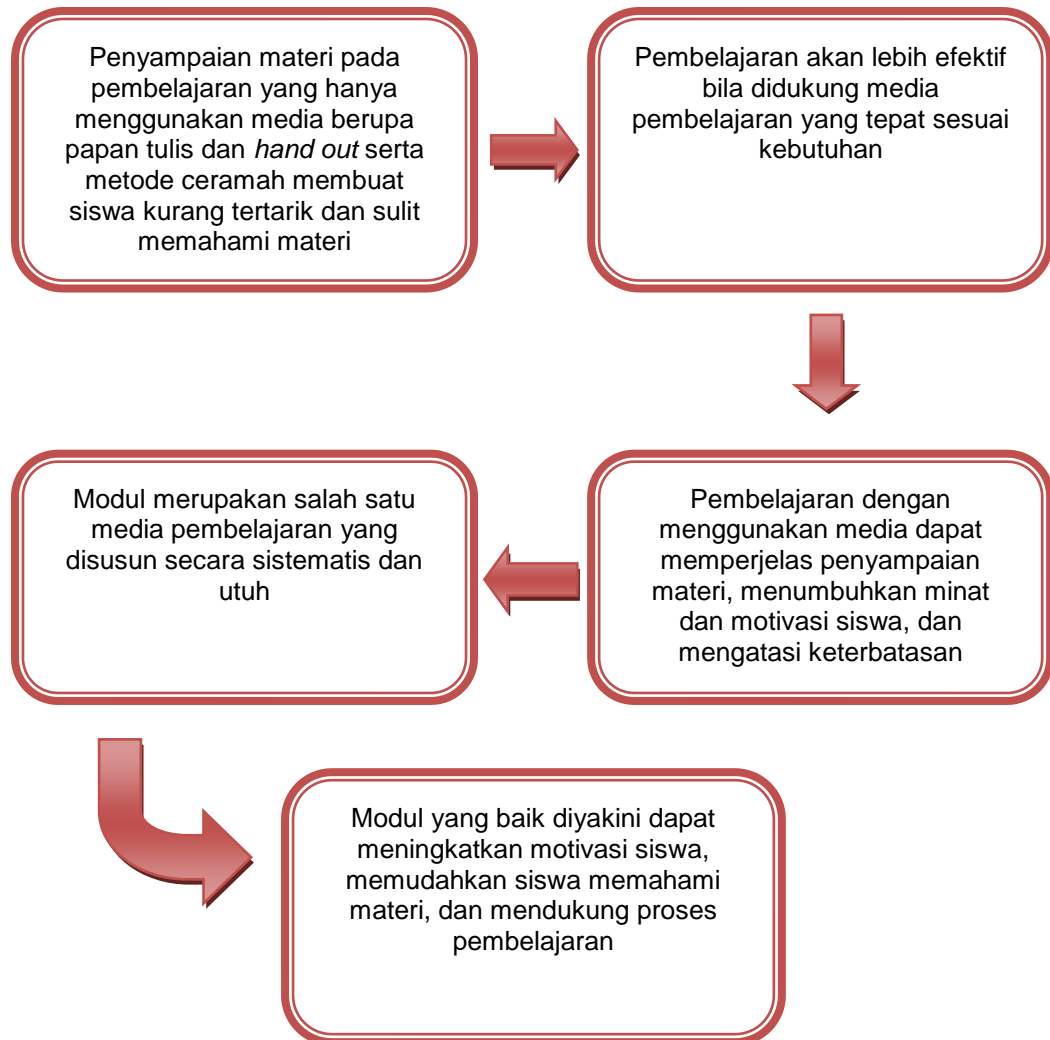 Penyampaian materi pada
pembelajaran yang hanya
menggunakan media berupa
papan tulis dan hand out serta
metode ceramah membuat
siswa kurang tertarik dan sulit
memahami materi
Pembelajaran akan lebih efektif
bila didukung media
pembelajaran yang tepat sesuai
kebutuhan
Pembelajaran dengan
menggunakan media dapat
memperjelas penyampaian
materi, menumbuhkan minat
dan motivasi siswa, dan
mengatasi keterbatasan
Modul merupakan salah satu
media pembelajaran yang
disusun secara sistematis dan
utuh
Modul yang baik diyakini dapat
meningkatkan motivasi siswa,
memudahkan siswa memahami
materi, dan mendukung proses
pembelajaran